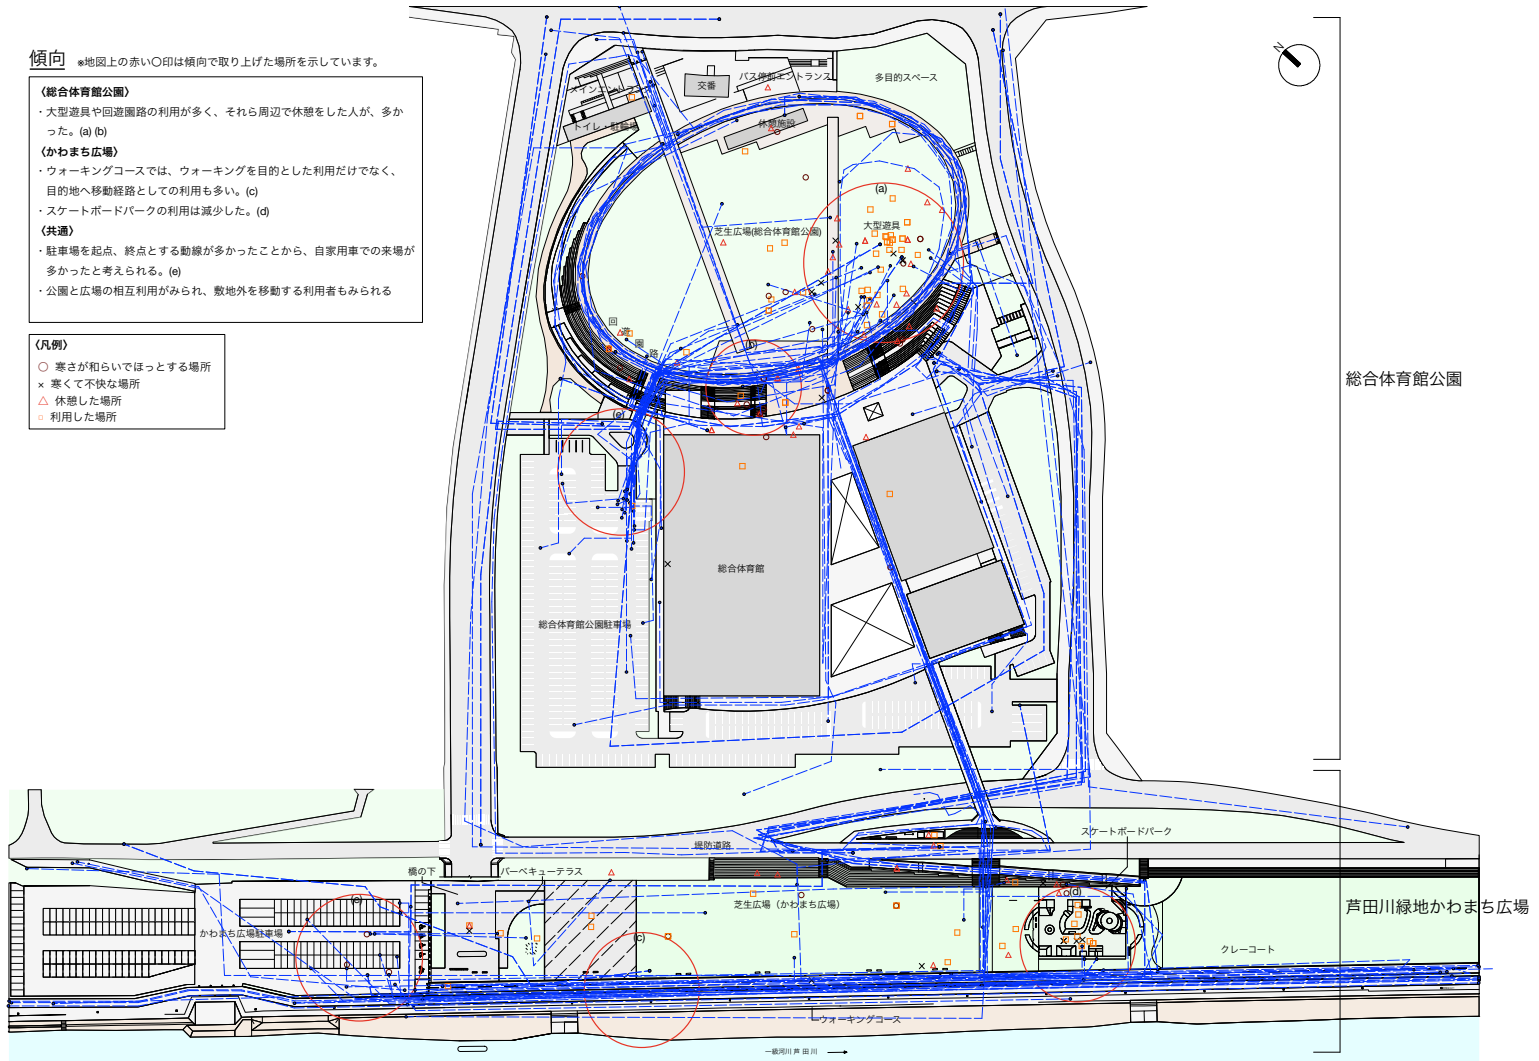 傾向 ※地図上の赤い〇印は傾向で取り上げた場所を示しています。
〈総合体育館公園〉
・大型遊具や回遊園路の利用が多く、それら周辺で休憩をした人が、多か
った。(a) (b)
〈かわまち広場〉
・ウォーキングコースでは、ウォーキングを目的とした利用だけでなく、
目的地へ移動経路としての利用も多い。(c)
・スケートボードパークの利用は減少した。(d)
〈共通〉
・駐車場を起点、終点とする動線が多かったことから、自家用車での来場が
多かったと考えられる。(e)
・公園と広場の相互利用がみられ、敷地外を移動する利用者もみられる
〈凡例〉
寒さが和らいでほっとする場所
寒くて不快な場所
休憩した場所
利用した場所
N
メインエントランス
交番
バス停前エントランス
多目的スペース
トイレ・駐輪場
休憩施設
(a)
大型遊具
芝生広場(総合体育館公園)
回遊園路
(b)
(e)
総合体育館
総合体育館公園駐車場
総合体育館公園
スケートボードパーク
堤防道路
橋の下
バーベキューテラス
(e)
かわまち広場駐車場
芝生広場（かわまち広場）
(d)
(c)
クレーコート
芦田川緑地かわまち広場
ウォーキングコース
一級河川 芦 田 川